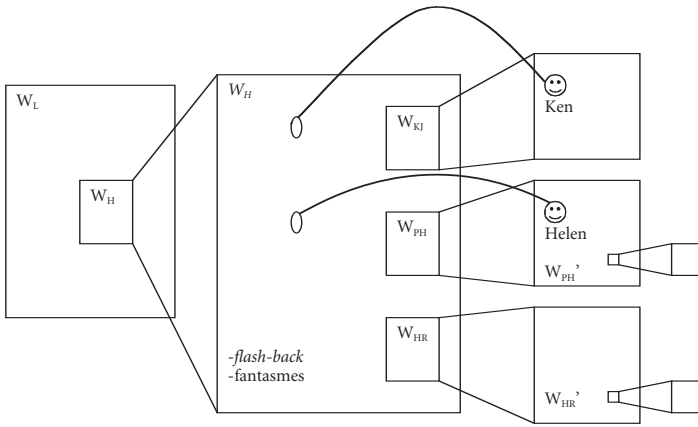 W_L
W_H
W_H
W_KJ
Ken
W_PH
Helen
W_PH’
-flash-back
-fantasmes
W_HR
W_HR’